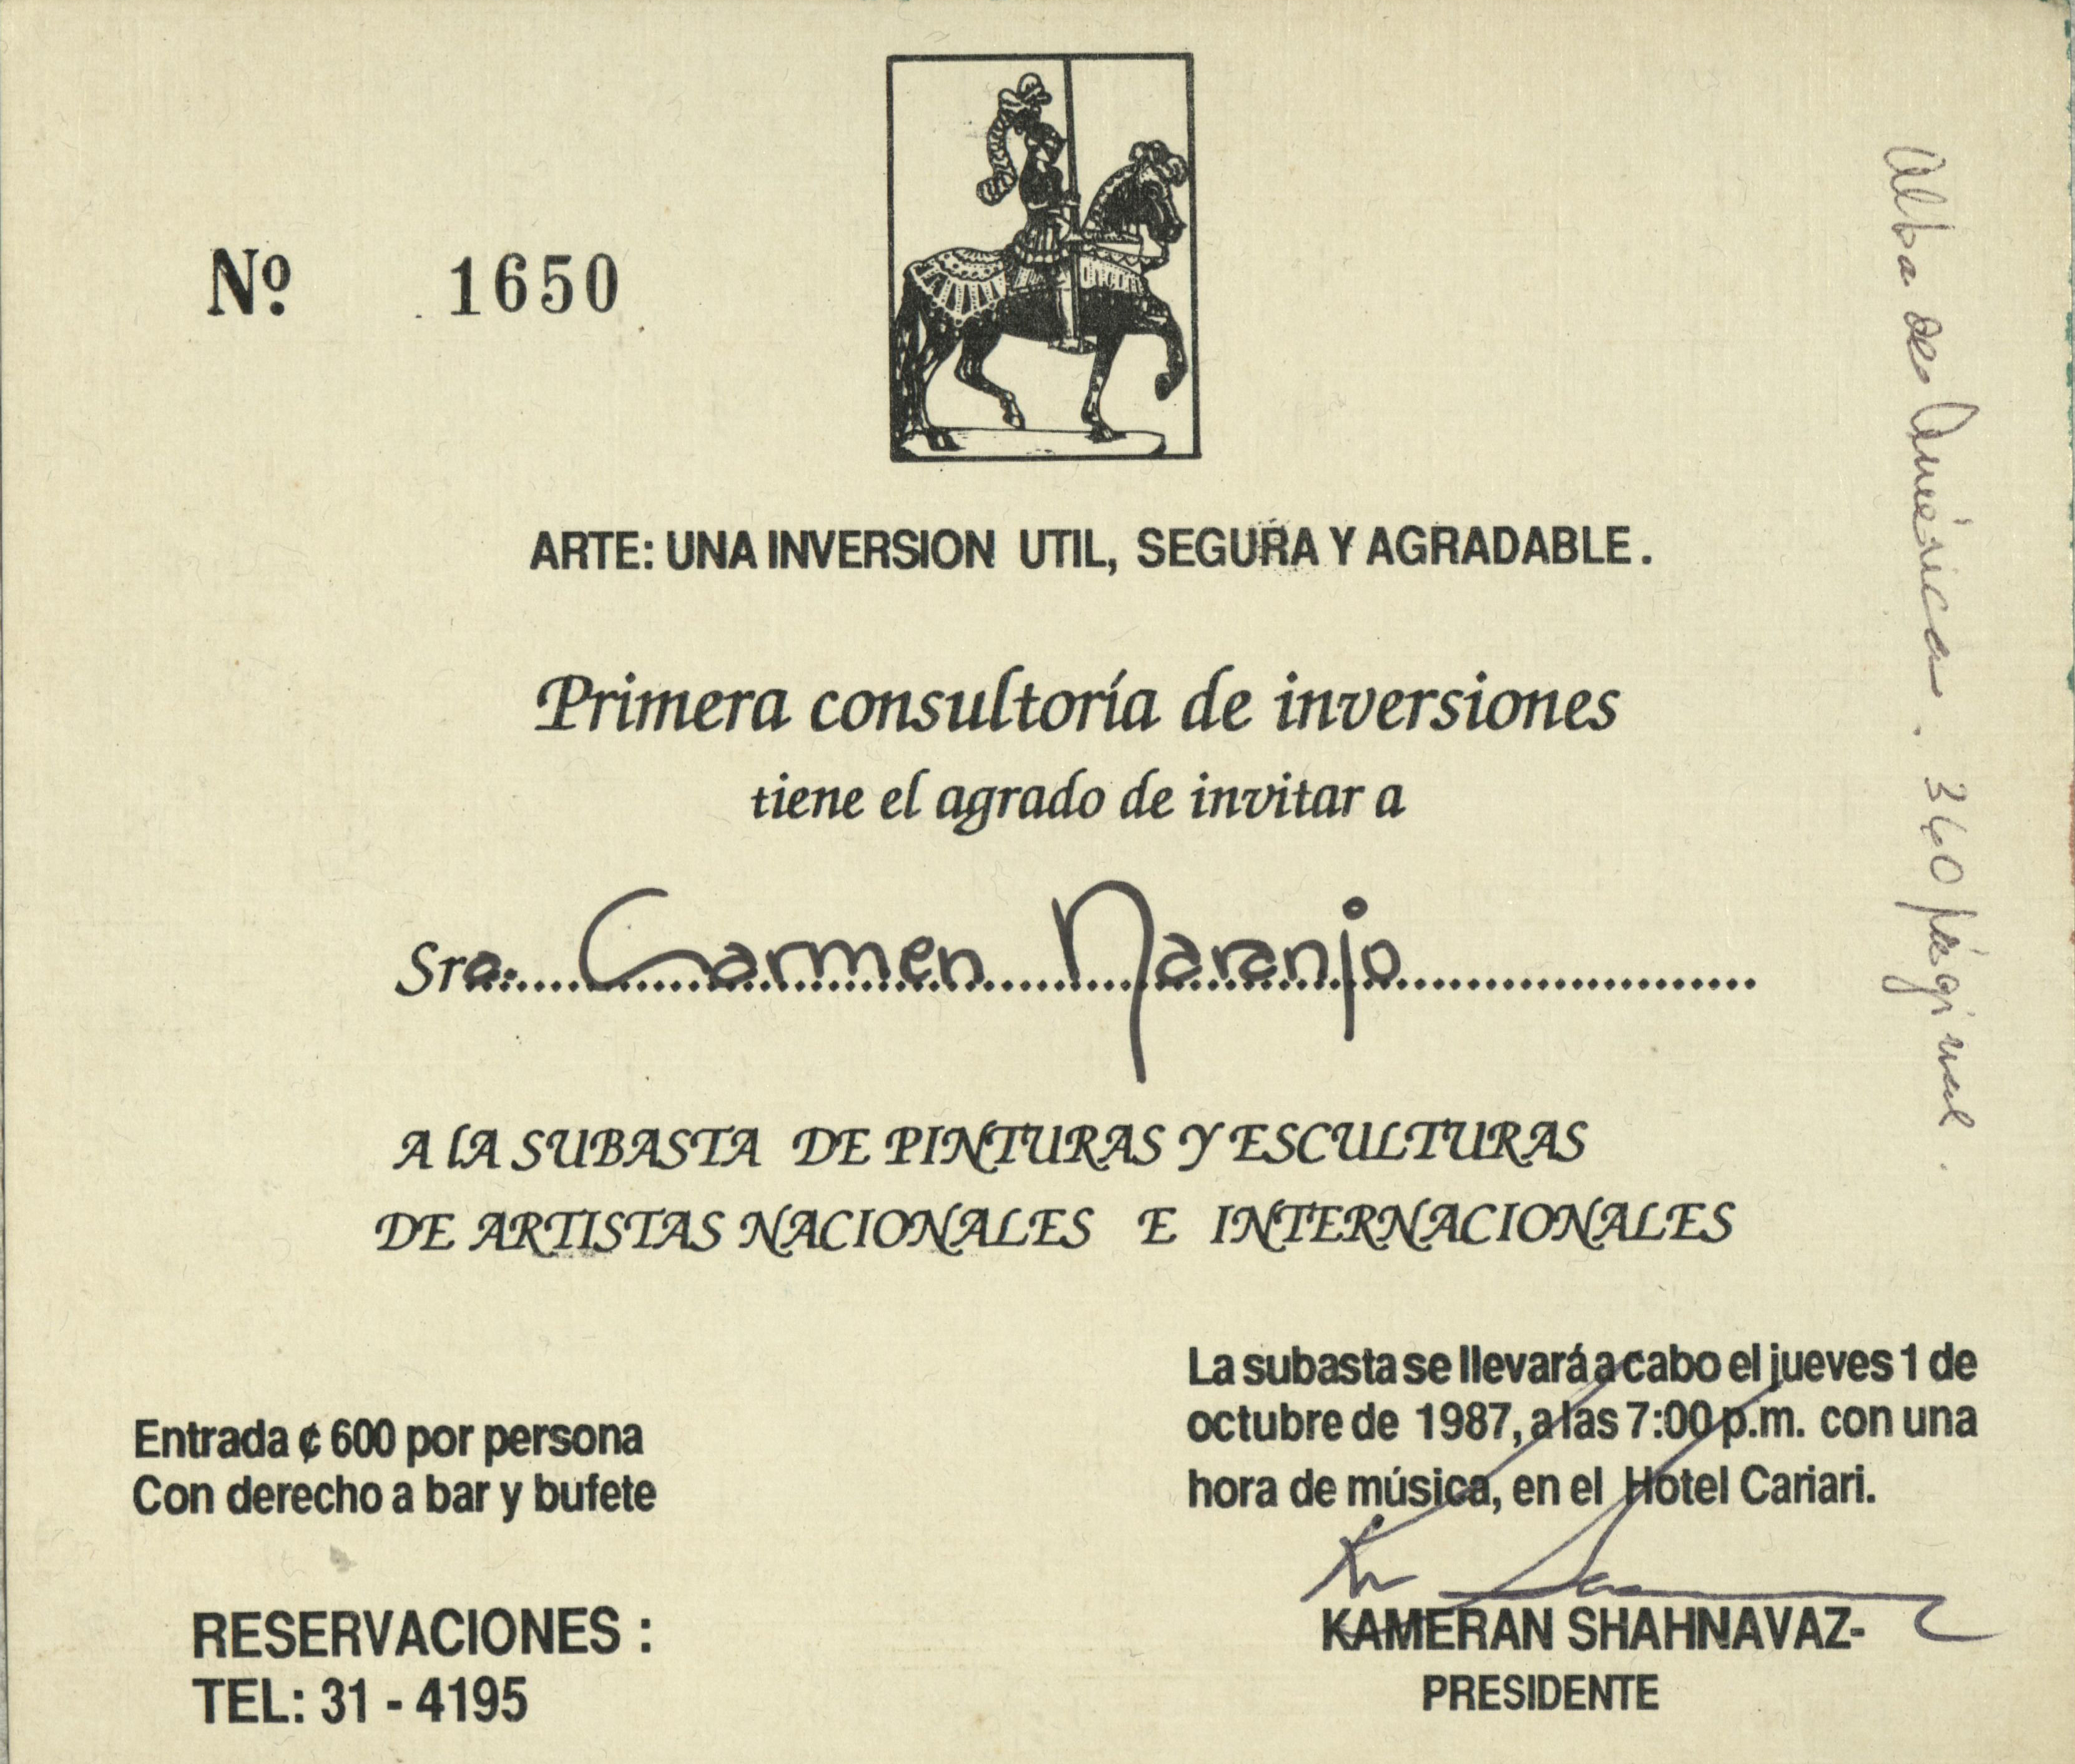 Nº. 1650
ARTE: UNA INVERSION UTIL, SEGURA Y AGRADABLE.
Primera consultoría de inversiones
tiene el agrado de invitar a
Sra. Carmen Naranjo
A LA SUBASTA DE PINTURAS Y ESCULTURAS
DE ARTISTAS NACIONALES E INTERNACIONALES
Entrada ¢ 600 por persona
Con derecho a bar y bufete
RESERVACIONES :
TEL: 31 - 4195
La subasta se llevará a cabo el jueves 1 de
octubre de 1987, a las 7:00 p.m. con una
hora de música, en el Hotel Cariari.
KAMERAN SHAHNAVAZ-
PRESIDENTE
Alba de América. 340